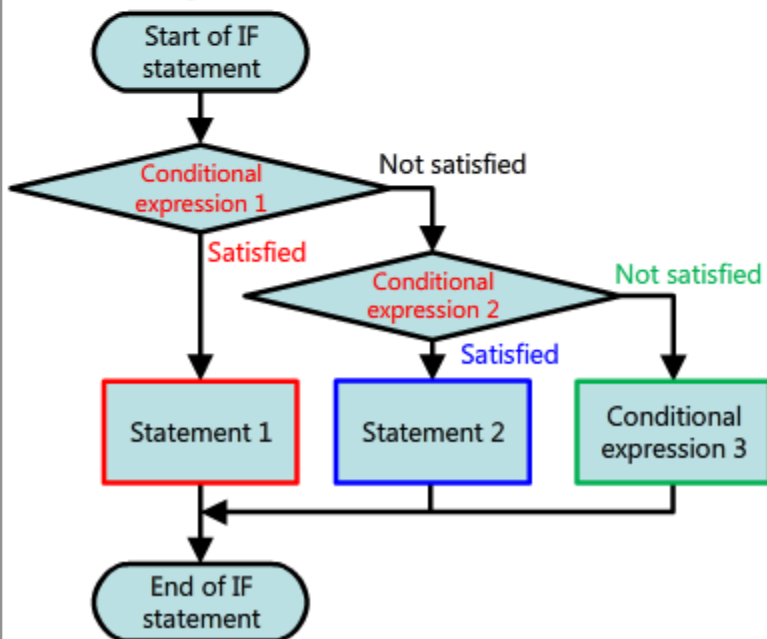 Start of IF
statement
Conditional
expression 1
Not satisfied
Satisfied
Conditional
expression 2
Not satisfied
Satisfied
Statement 1
Statement 2
Conditional
expression 3
End of IF
statement